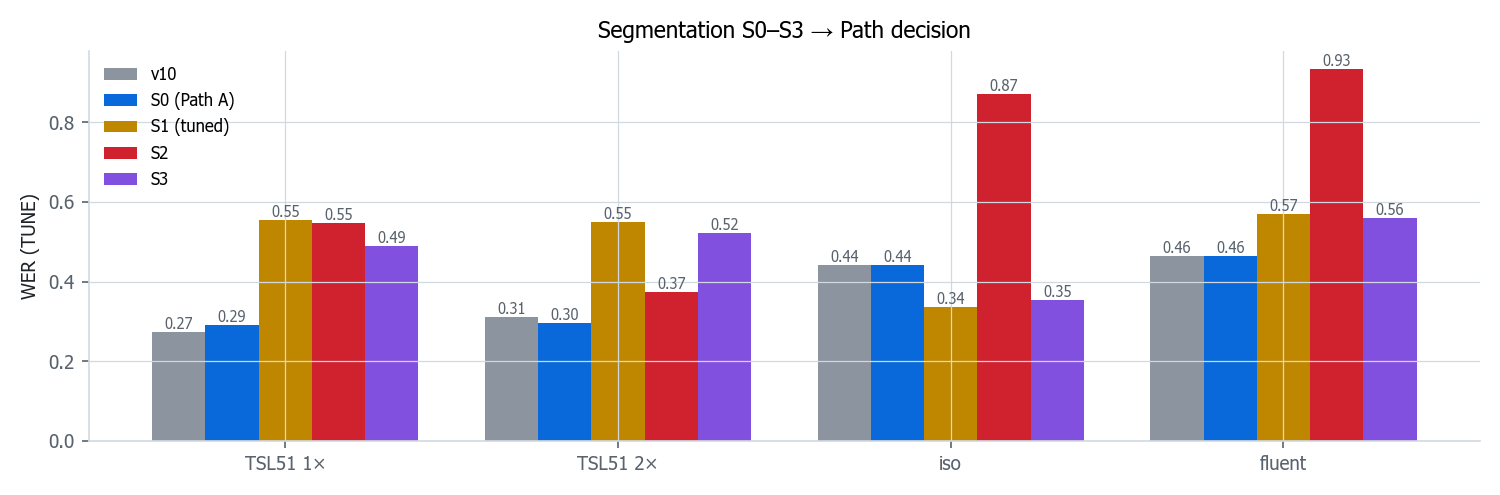 Segmentation S0–S3 → Path decision
v10
S0 (Path A)
S1 (tuned)
S2
S3
WER (TUNE)
0.8
0.6
0.4
0.2
0.0
0.27 0.29 0.55 0.55 0.49
0.31 0.30 0.55 0.37 0.52
0.44 0.44 0.34 0.87 0.35
0.46 0.46 0.57 0.93 0.56
TSL51 1× TSL51 2× iso fluent